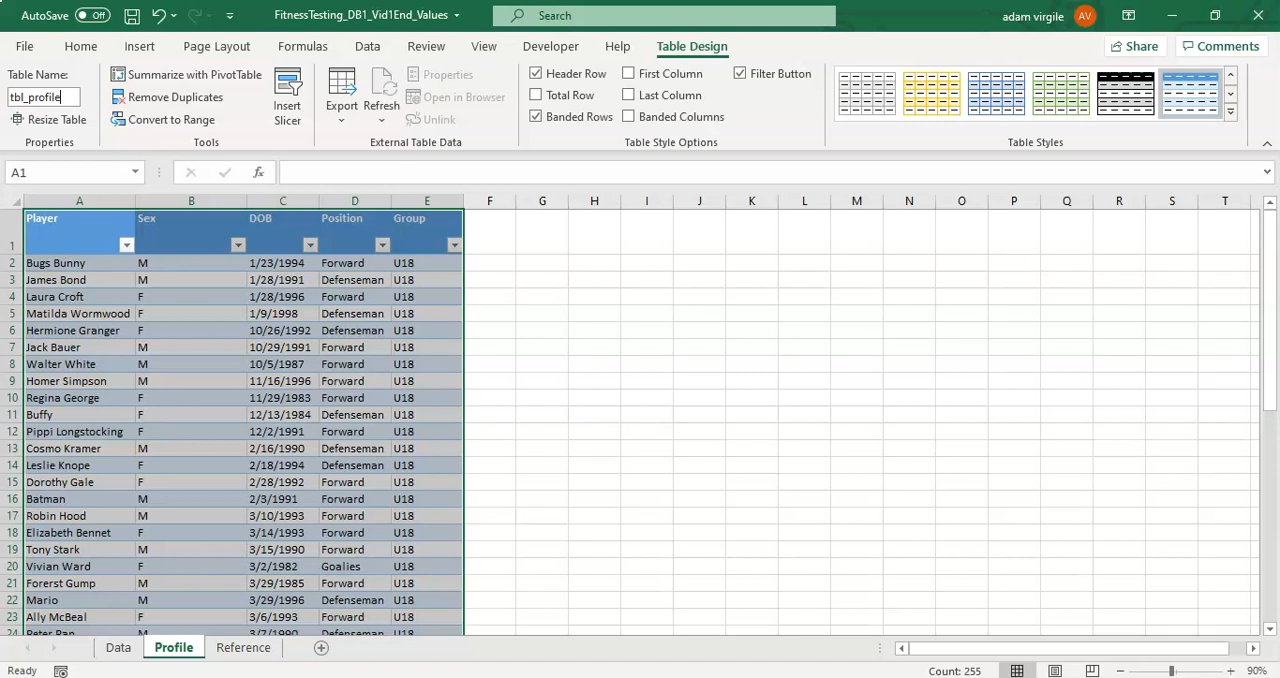 AutoSave Off FitnessTesting_DB1_Vid1End_Values Search adam virgile AV
File Home Insert Page Layout Formulas Data Review View Developer Help Table Design Share Comments
Table Name:
tbl_profile
Resize Table
Properties
Summarize with PivotTable
Remove Duplicates
Convert to Range
Insert
Slicer
Tools
Export
Refresh
Properties
Open in Browser
Unlink
External Table Data
Header Row First Column Filter Button
Total Row Last Column
Banded Rows Banded Columns
Table Style Options
Table Styles
A1 fx
A B C D E F G H I J K L M N O P Q R S T
1 Player Sex DOB Position Group
2 Bugs Bunny M 1/23/1994 Forward U18
3 James Bond M 1/28/1991 Defenseman U18
4 Laura Croft F 1/28/1996 Forward U18
5 Matilda Wormwood F 1/9/1998 Defenseman U18
6 Hermione Granger F 10/26/1992 Defenseman U18
7 Jack Bauer M 10/29/1991 Forward U18
8 Walter White M 10/5/1987 Forward U18
9 Homer Simpson M 11/16/1996 Forward U18
10 Regina George F 11/29/1983 Forward U18
11 Buffy F 12/13/1984 Defenseman U18
12 Pippi Longstocking F 12/2/1991 Forward U18
13 Cosmo Kramer M 2/16/1990 Defenseman U18
14 Leslie Knope F 2/18/1994 Defenseman U18
15 Dorothy Gale F 2/28/1992 Forward U18
16 Batman M 2/3/1991 Forward U18
17 Robin Hood M 3/10/1993 Forward U18
18 Elizabeth Bennet F 3/14/1993 Forward U18
19 Tony Stark M 3/15/1990 Forward U18
20 Vivian Ward F 3/2/1982 Goalies U18
21 Forerst Gump M 3/29/1985 Forward U18
22 Mario M 3/29/1996 Defenseman U18
23 Ally McBeal F 3/6/1993 Forward U18
24 Peter Pan M 3/7/1990 Defenseman U18
Data Profile Reference
Ready Count: 255 90%